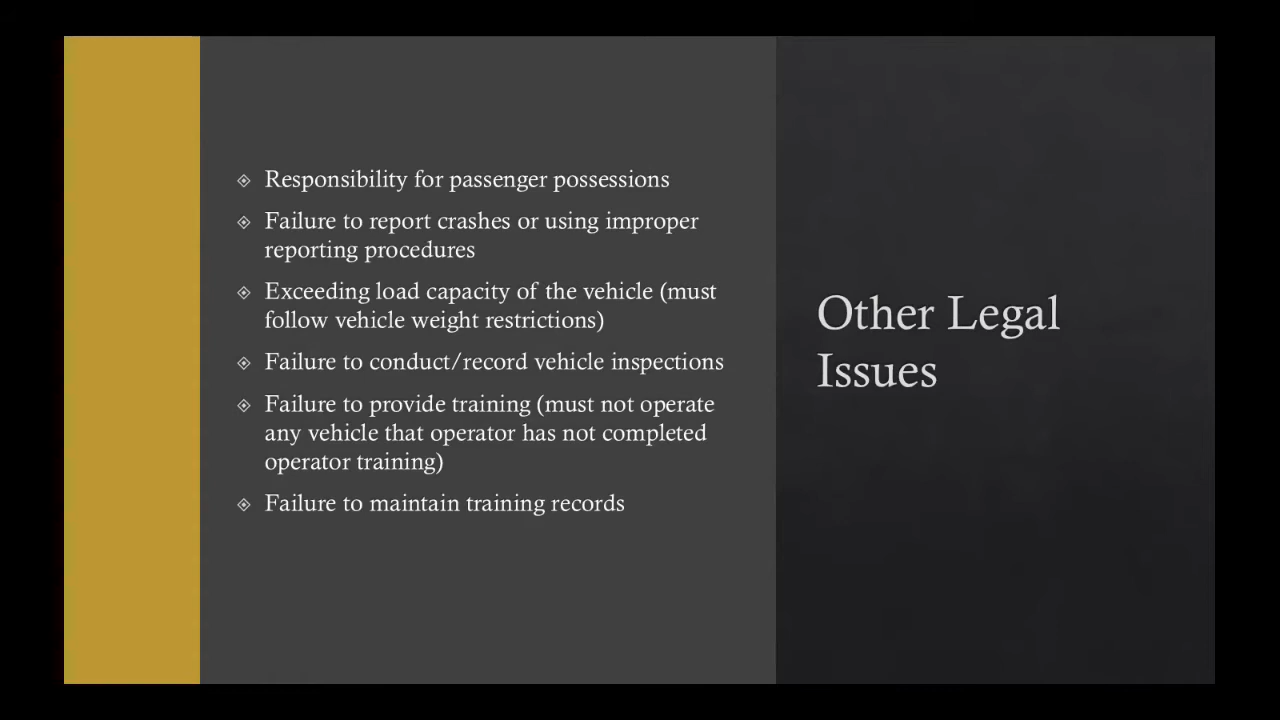 Responsibility for passenger possessions
Failure to report crashes or using improper
reporting procedures
Exceeding load capacity of the vehicle (must
follow vehicle weight restrictions)
Failure to conduct/record vehicle inspections
Failure to provide training (must not operate
any vehicle that operator has not completed
operator training)
Failure to maintain training records
Other Legal
Issues